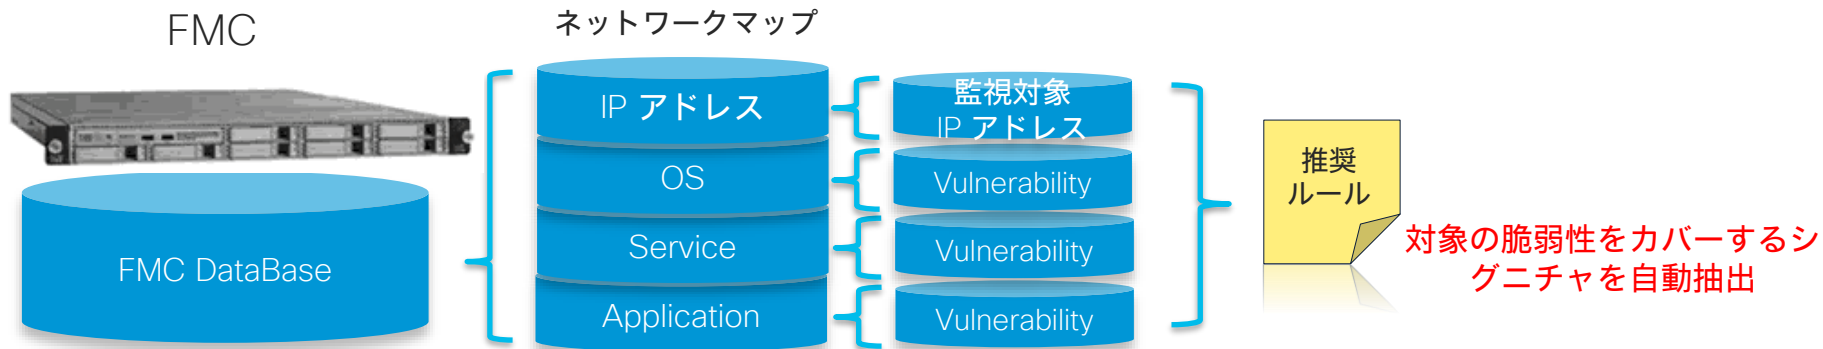 FMC
FMC DataBase
ネットワークマップ
IP アドレス
OS
Service
Application
監視対象
IP アドレス
Vulnerability
Vulnerability
Vulnerability
推奨
ルール
対象の脆弱性をカバーするシ
グニチャを自動抽出